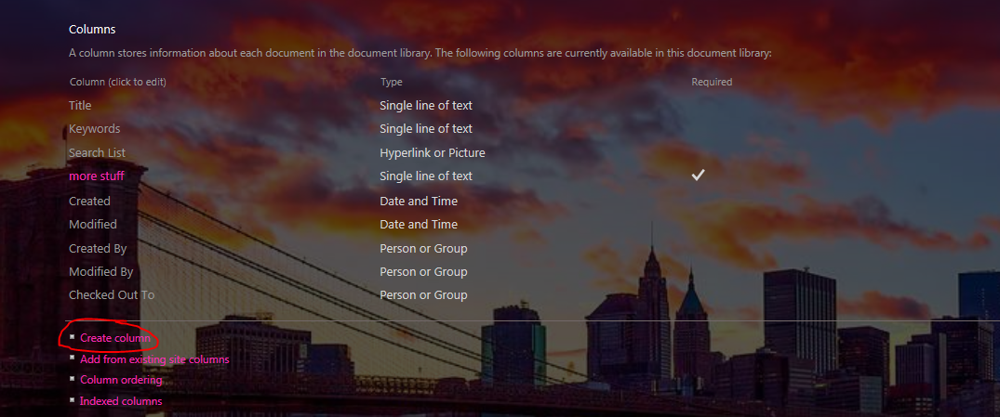 Columns
A column stores information about each document in the document library. The following columns are currently available in this document library:
Column (click to edit) Type Required
Title Single line of text
Keywords Single line of text
Search List Hyperlink or Picture
more stuff Single line of text
Created Date and Time
Modified Date and Time
Created By Person or Group
Modified By Person or Group
Checked Out To Person or Group
Create column
Add from existing site columns
Column ordering
Indexed columns